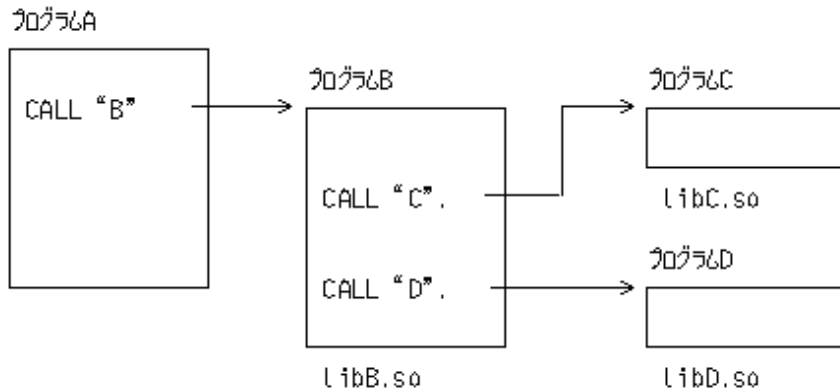 プログラムA
CALL “B”
プログラムB
CALL “C”.
CALL “D”.
libB.so
プログラムC
libC.so
プログラムD
libD.so